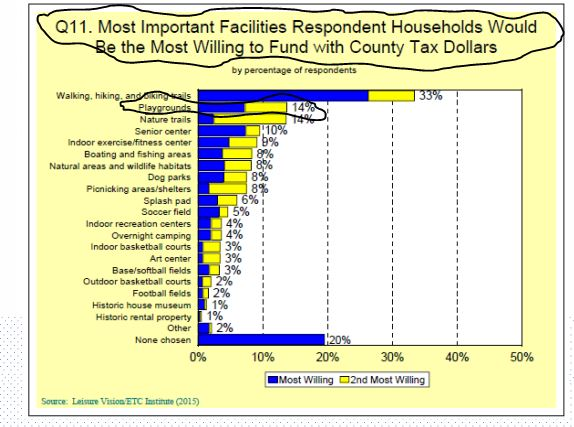 Q11. Most Important Facilities Respondent Households Would
Be the Most Willing to Fund with County Tax Dollars
by percentage of respondents
Walking, hiking, and biking trails 33%
Playgrounds 14%
Nature trails 14%
Senior center 10%
Indoor exercise/fitness center 9%
Boating and fishing areas 8%
Natural areas and wildlife habitats 8%
Dog parks 8%
Picnicking areas/shelters 8%
Splash pad 6%
Soccer field 5%
Indoor recreation centers 4%
Overnight camping 4%
Indoor basketball courts 3%
Art center 3%
Base/softball fields 3%
Outdoor basketball courts 2%
Football fields 2%
Historic house museum 1%
Historic rental property 1%
Other 2%
None chosen 20%
0% 10% 20% 30% 40% 50%
Most Willing 2nd Most Willing
Source: Leisure Vision/ETC Institute (2015)